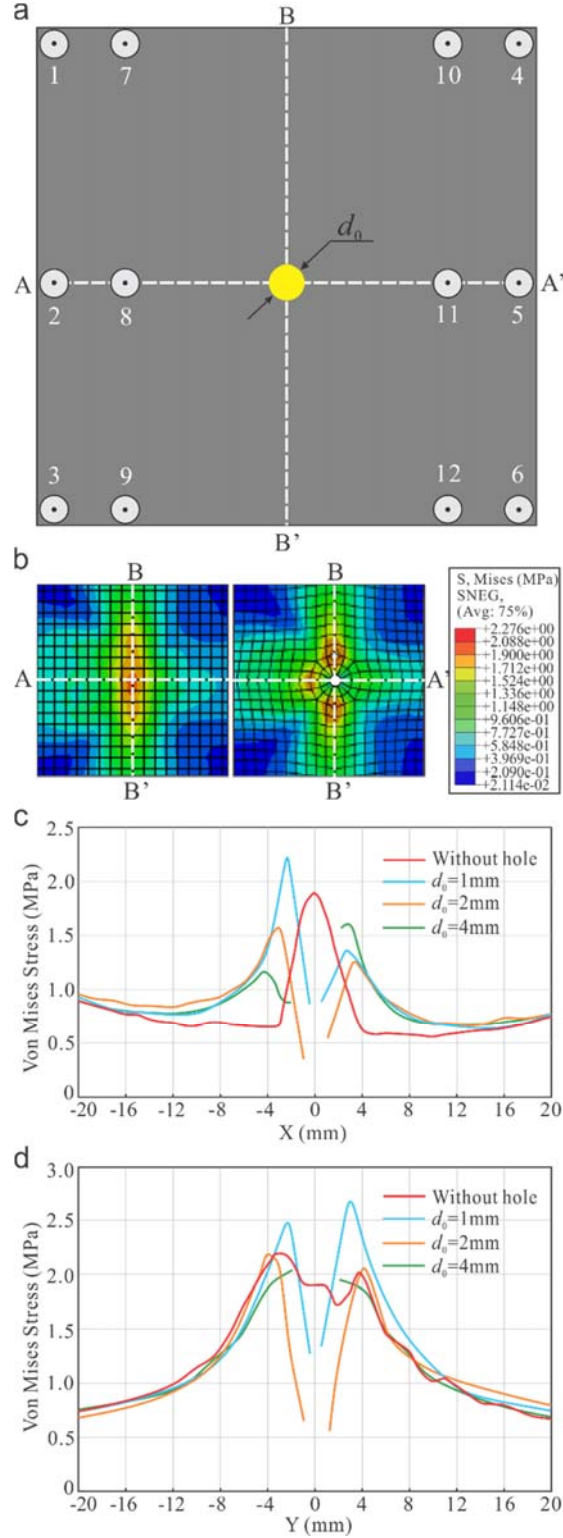 a
B
1 7 10 4
d₀
A A'
2 8 11 5
3 9 12 6
B'
b
B B
A A'
B' B'
S, Mises (MPa)
SNEG,
(Avg: 75%)
+2.276e+00
+2.088e+00
+1.900e+00
+1.712e+00
+1.524e+00
+1.336e+00
+1.148e+00
+9.606e-01
+7.727e-01
+5.848e-01
+3.969e-01
+2.090e-01
+2.114e-02
c
Von Mises Stress (MPa)
2.5
2.0
1.5
1.0
0.5
0
Without hole
d₀=1mm
d₀=2mm
d₀=4mm
-20 -16 -12 -8 -4 0 4 8 12 16 20
X (mm)
d
Von Mises Stress (MPa)
3.0
2.5
2.0
1.5
1.0
0.5
0
Without hole
d₀=1mm
d₀=2mm
d₀=4mm
-20 -16 -12 -8 -4 0 4 8 12 16 20
Y (mm)